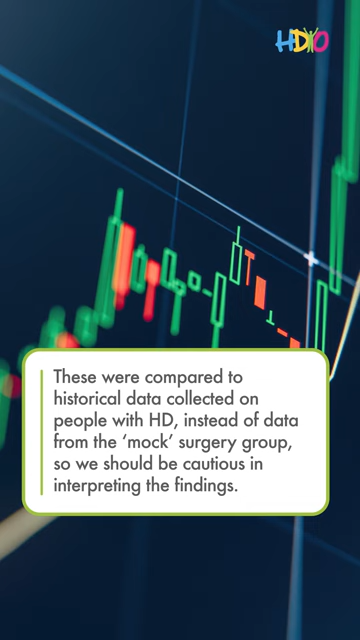 HDYO
These were compared to
historical data collected on
people with HD, instead of data
from the ‘mock’ surgery group,
so we should be cautious in
interpreting the findings.